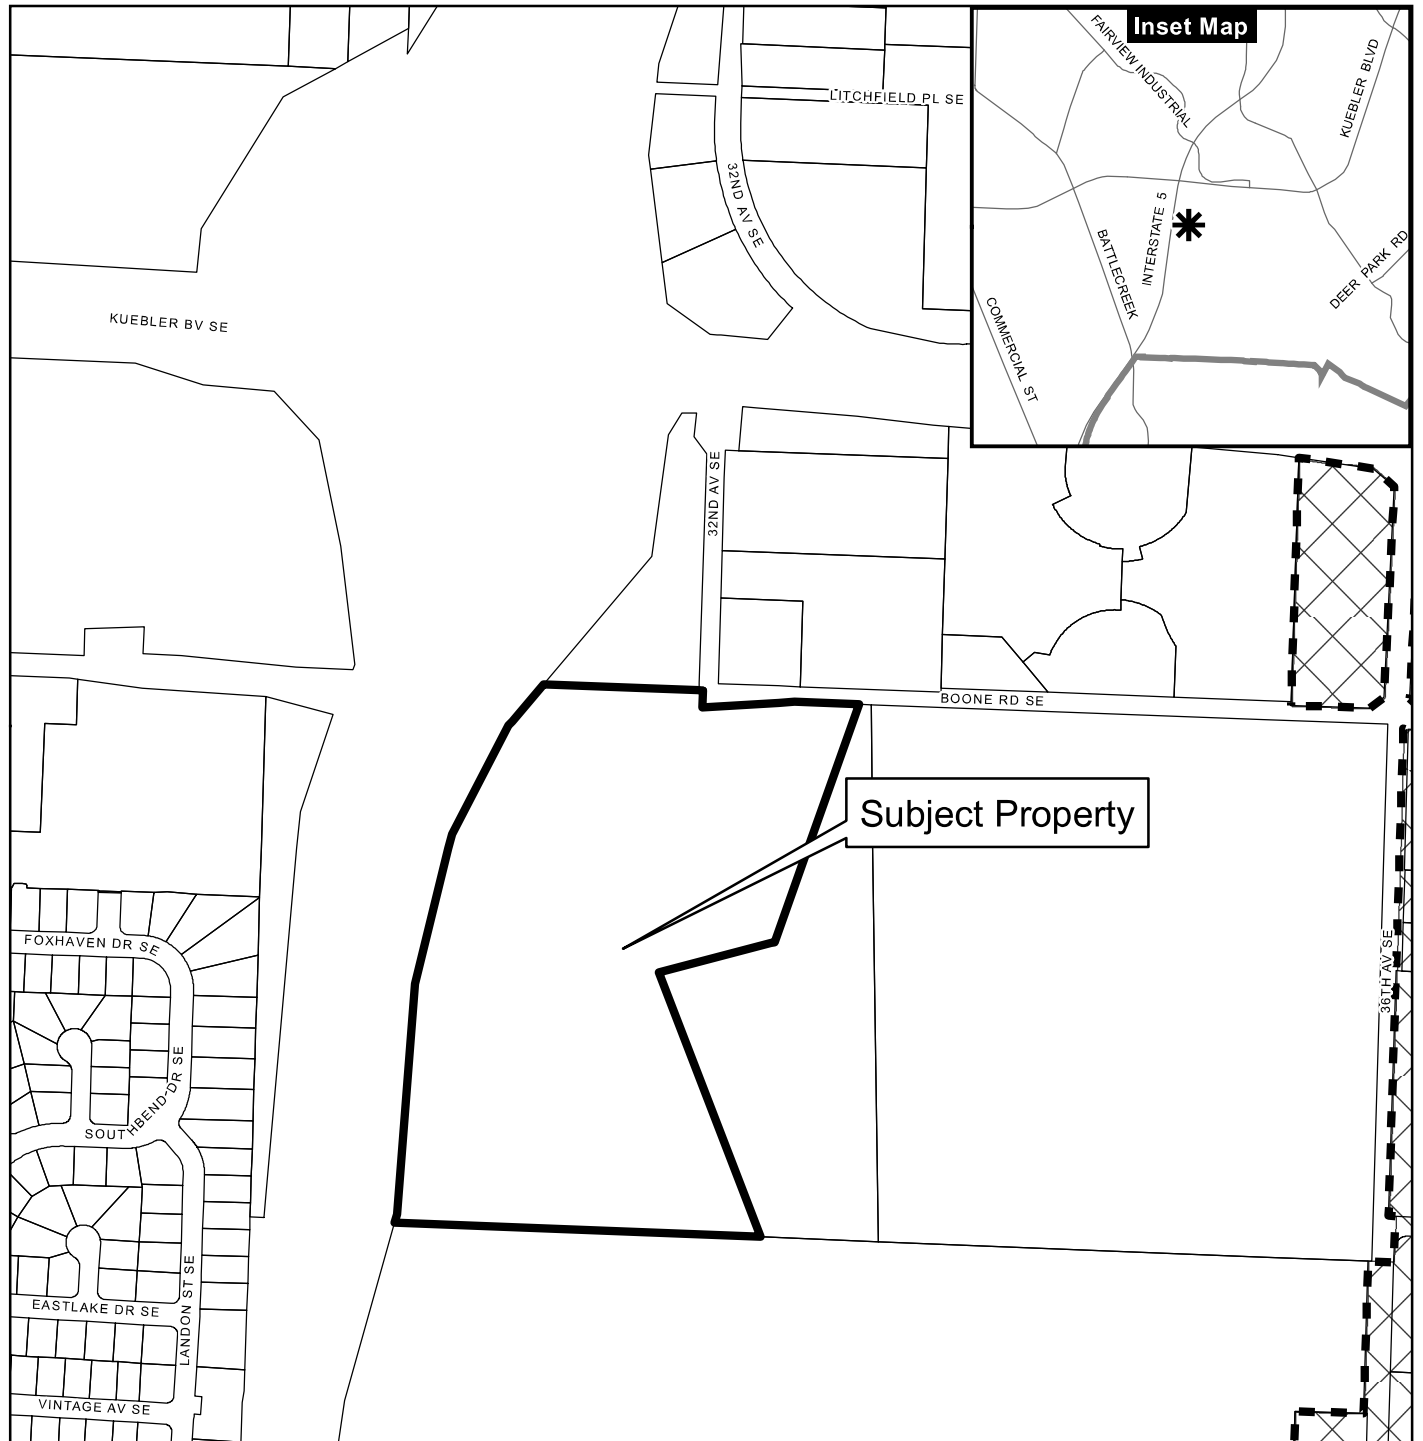 Inset Map
FAIRVIEW INDUSTRIAL
KUEBLER BLVD
INTERSTATE 5
BATTLECREEK
DEER PARK RD
COMMERCIAL ST
LITCHFIELD PL SE
32ND AV SE
KUEBLER BV SE
32ND AV SE
BOONE RD SE
Subject Property
36TH AV SE
FOXHAVEN DR SE
SOUTHBEND DR SE
LANDON ST SE
EASTLAKE DR SE
VINTAGE AV SE